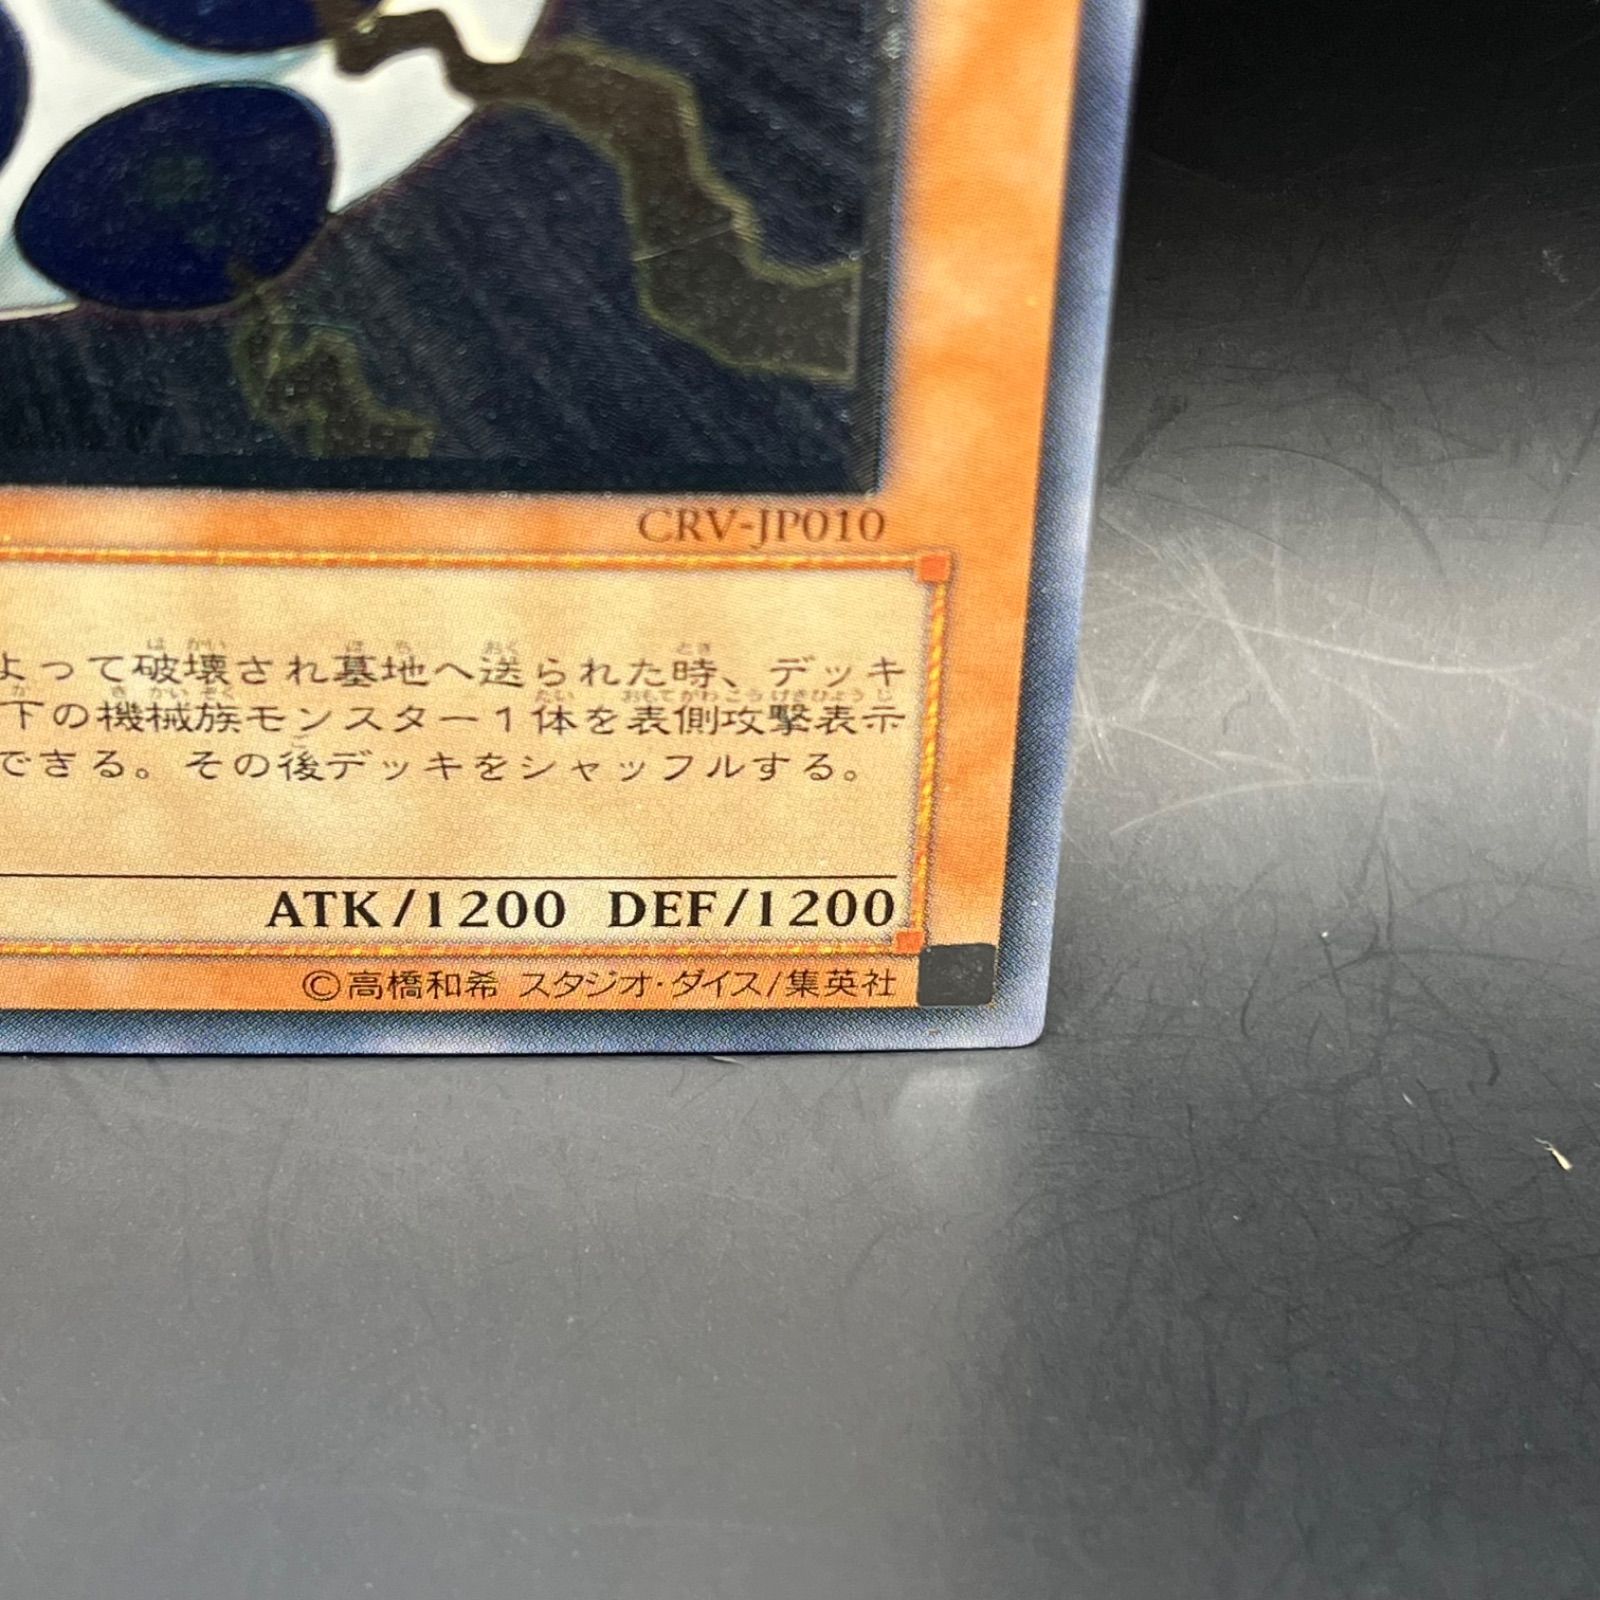 CRV-JP010
よって破壊され墓地へ送られた時、デッキ
下の機械族モンスター1体を表側攻撃表示
できる。その後デッキをシャッフルする。
ATK/1200 DEF/1200
©高橋和希 スタジオ・ダイス/集英社